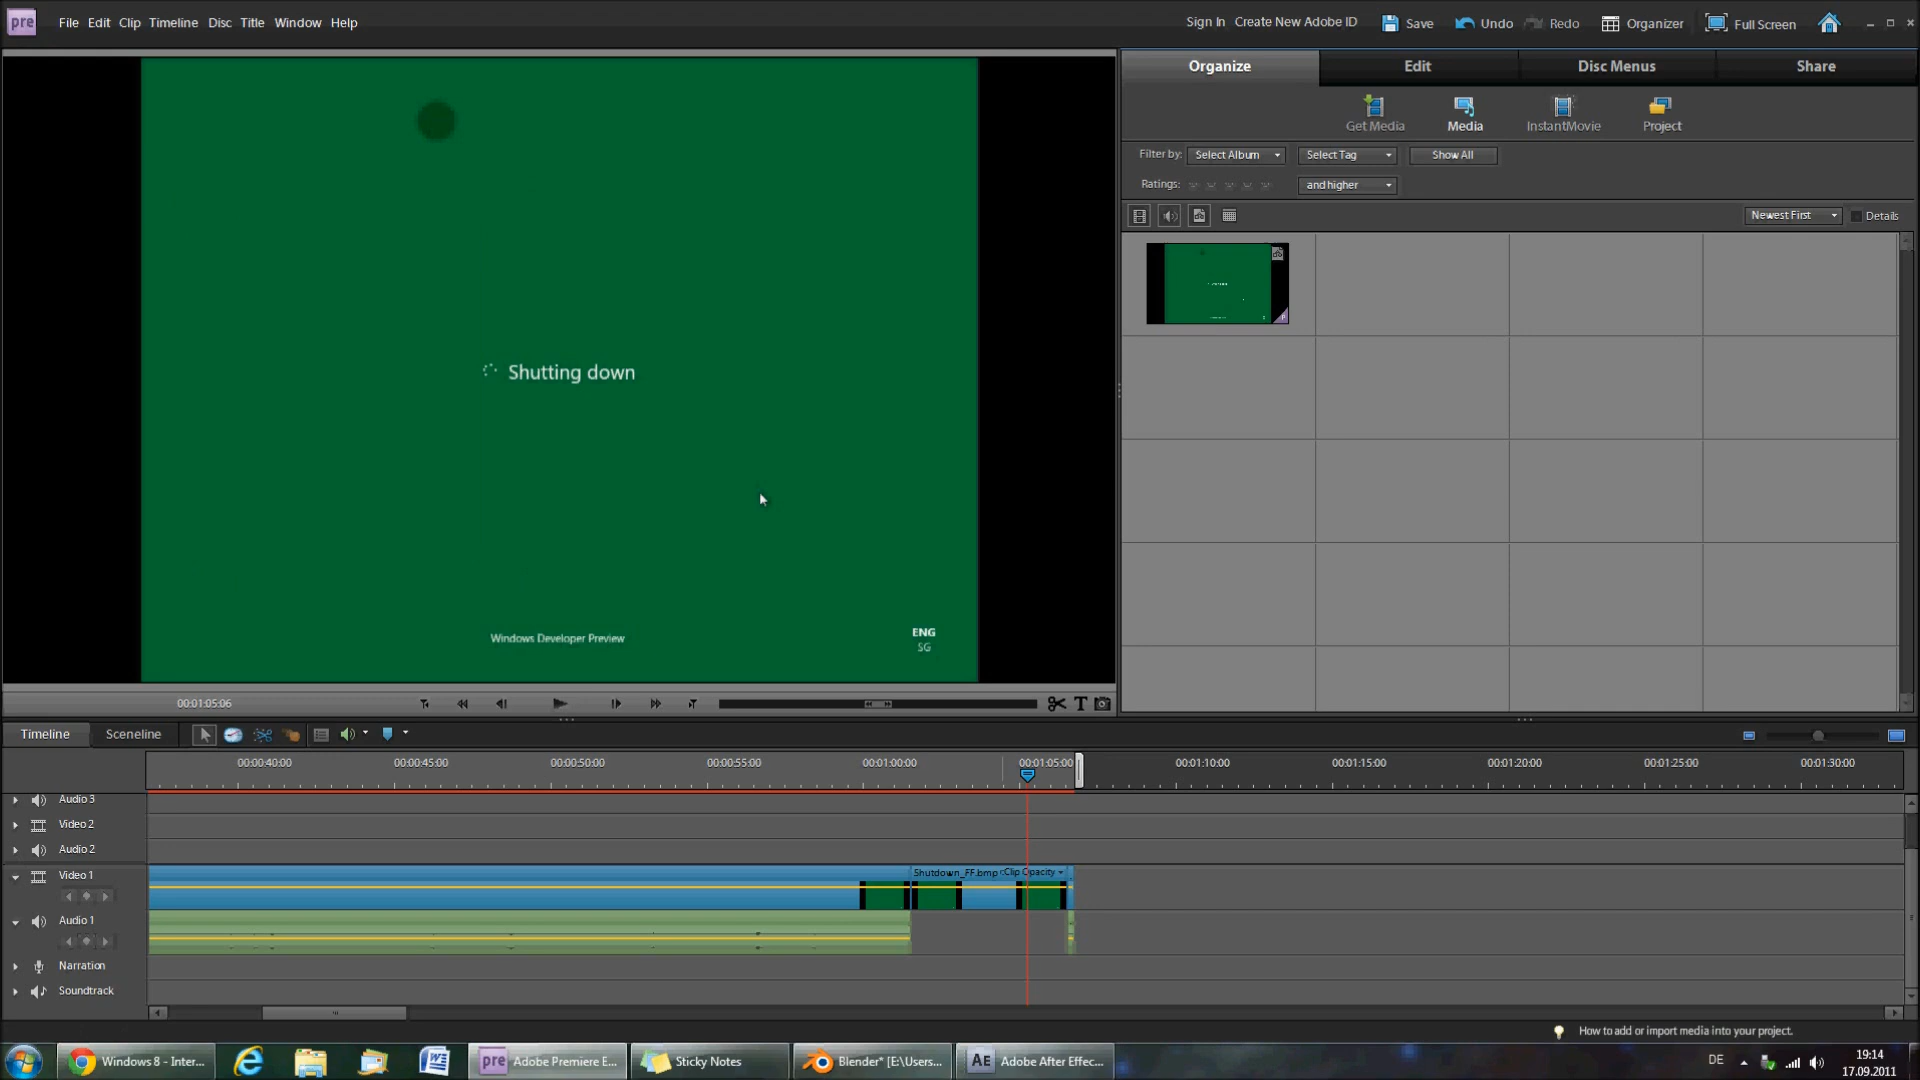 pre File Edit Clip Timeline Disc Title Window Help Sign In Create New Adobe ID Save Undo Redo Organizer Full Screen
Organize Edit Disc Menus Share
Get Media Media InstantMovie Project
Filter by: Select Album Select Tag Show All
Ratings: and higher
Newest First Details
Shutting down
Windows Developer Preview
ENG
SG
00:01:05:06 T
Timeline Sceneline
00:00:40:00 00:00:45:00 00:00:50:00 00:00:55:00 00:01:00:00 00:01:05:00 00:01:10:00 00:01:15:00 00:01:20:00 00:01:25:00 00:01:30:00
Audio 3
Video 2
Audio 2
Video 1 Shutdown_FF.bmp :Clip Opacity
Audio 1
Narration
Soundtrack
How to add or import media into your project.
Windows 8 - Inter... pre Adobe Premiere E... Sticky Notes Blender* [E:\Users... AE Adobe After Effec... DE 19:14
17.09.2011